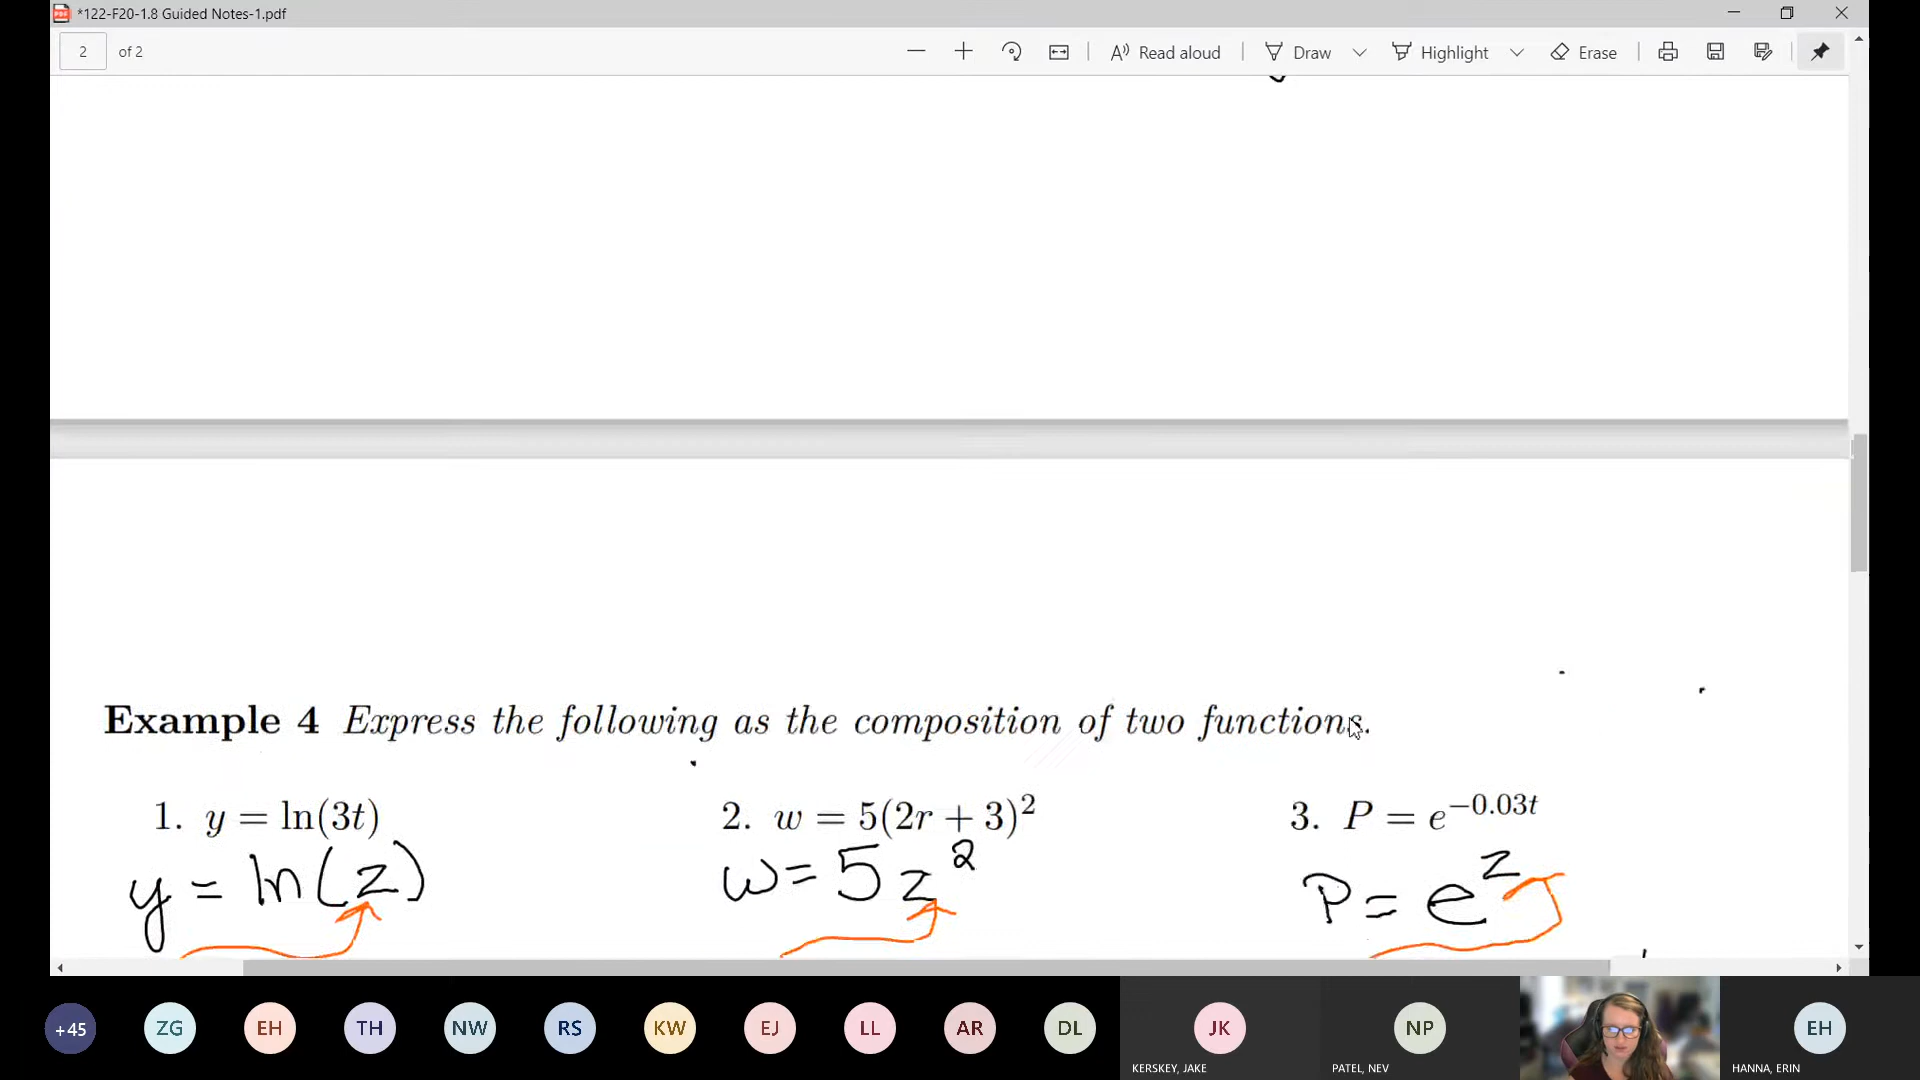 *122-F20-1.8 Guided Notes-1.pdf
2 of 2 Read aloud Draw Highlight Erase
Example 4 Express the following as the composition of two functions.
1. y = ln(3t) 2. w = 5(2r + 3)² 3. P = e^{−0.03t}
y = ln(z) w = 5z² P = e^z
+45 ZG EH TH NW RS KW EJ LL AR DL JK NP EH
KERSKEY, JAKE PATEL, NEV HANNA, ERIN